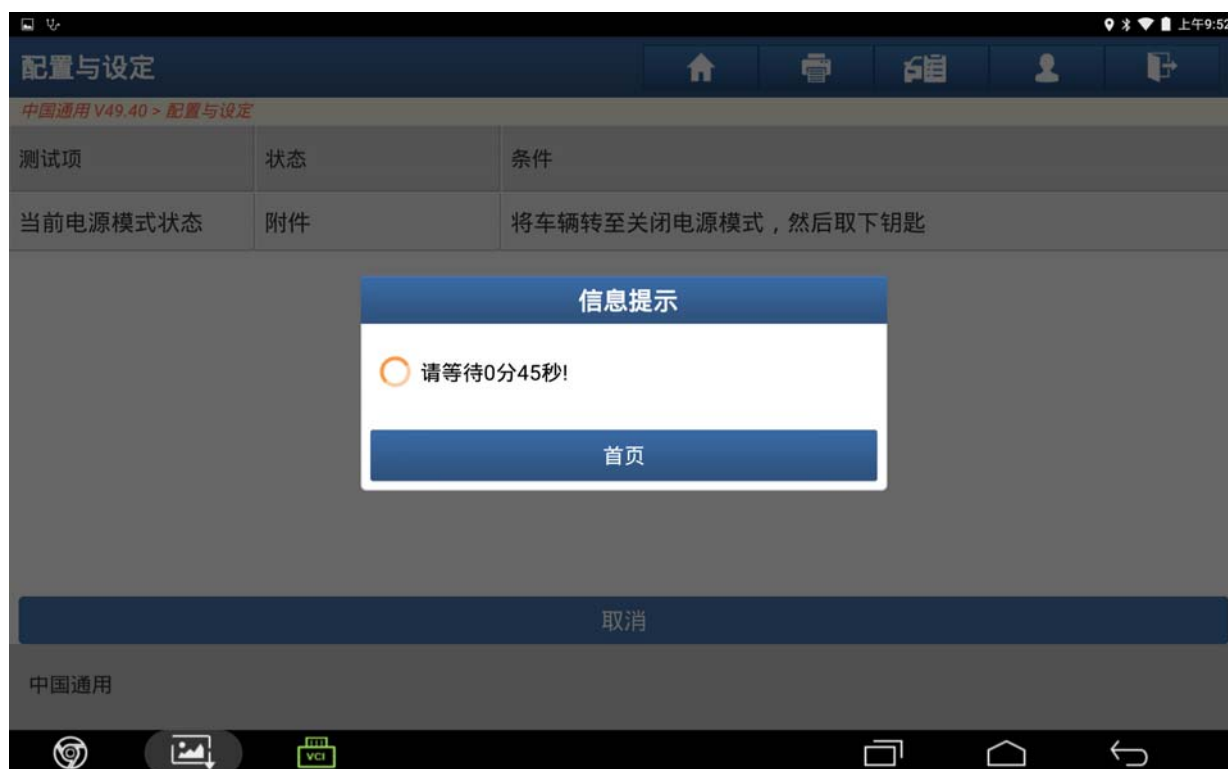 上午9:52
配置与设定
中国通用 V49.40 > 配置与设定
测试项 状态 条件
当前电源模式状态 附件 将车辆转至关闭电源模式，然后取下钥匙
信息提示
请等待0分45秒!
首页
取消
中国通用
VCI